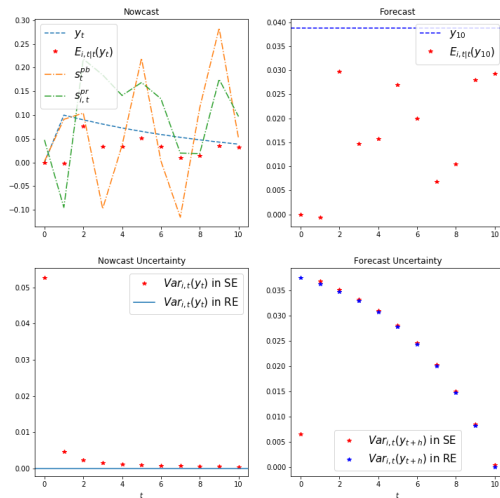 Nowcast
0.30
0.25
0.20
0.15
0.10
0.05
0.00
−0.05
−0.10
0 2 4 6 8 10
y_t
E_{i,t|t}(y_t)
s_t^{pb}
s_{i,t}^{pr}
Forecast
0.040
0.035
0.030
0.025
0.020
0.015
0.010
0.005
0.000
0 2 4 6 8 10
y_{10}
E_{i,t|t}(y_{10})
Nowcast Uncertainty
0.05
0.04
0.03
0.02
0.01
0.00
0 2 4 6 8 10
t
Var_{i,t}(y_t) in SE
Var_{i,t}(y_t) in RE
Forecast Uncertainty
0.035
0.030
0.025
0.020
0.015
0.010
0.005
0.000
0 2 4 6 8 10
t
Var_{i,t}(y_{t+h}) in SE
Var_{i,t}(y_{t+h}) in RE